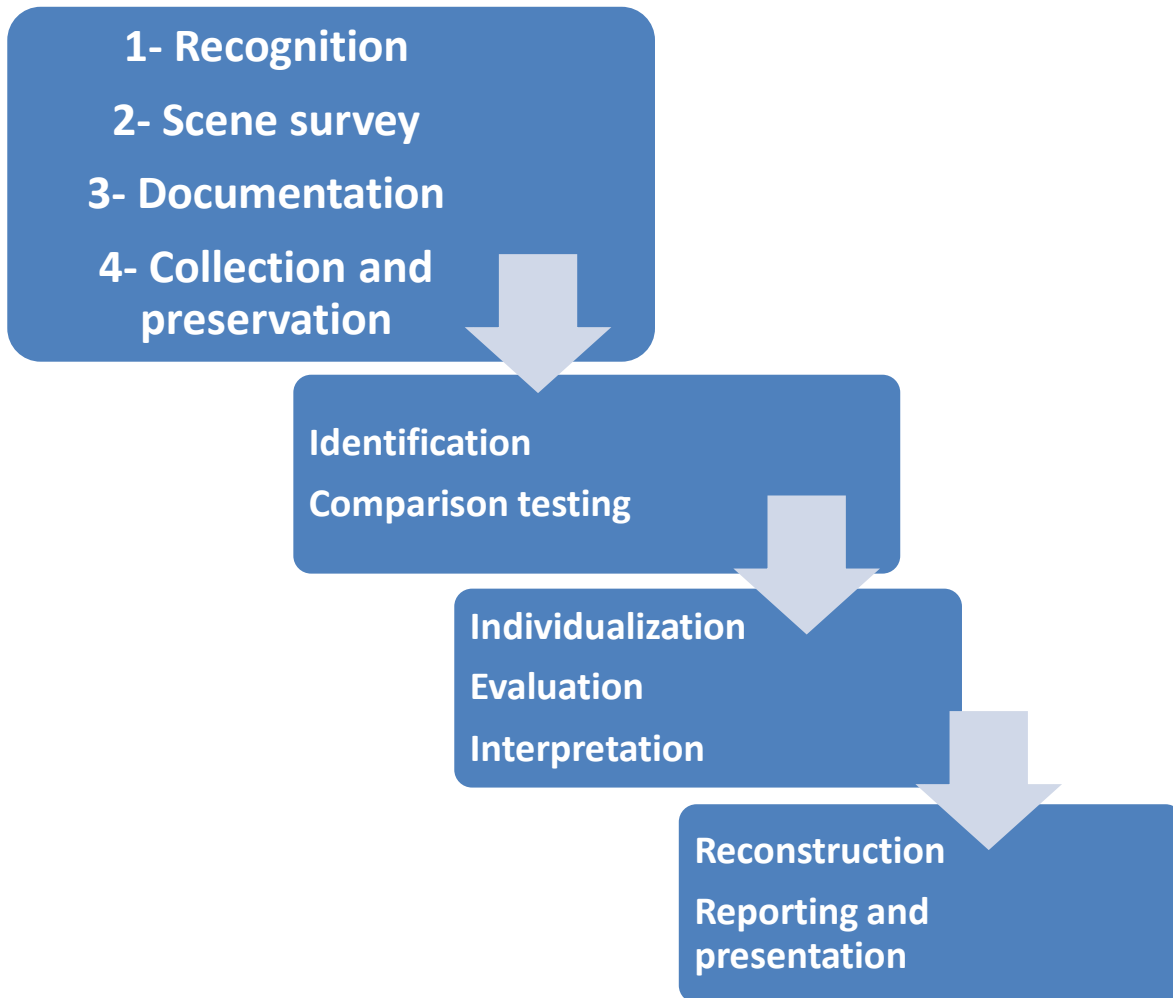 1- Recognition
2- Scene survey
3- Documentation
4- Collection and
preservation
Identification
Comparison testing
Individualization
Evaluation
Interpretation
Reconstruction
Reporting and
presentation